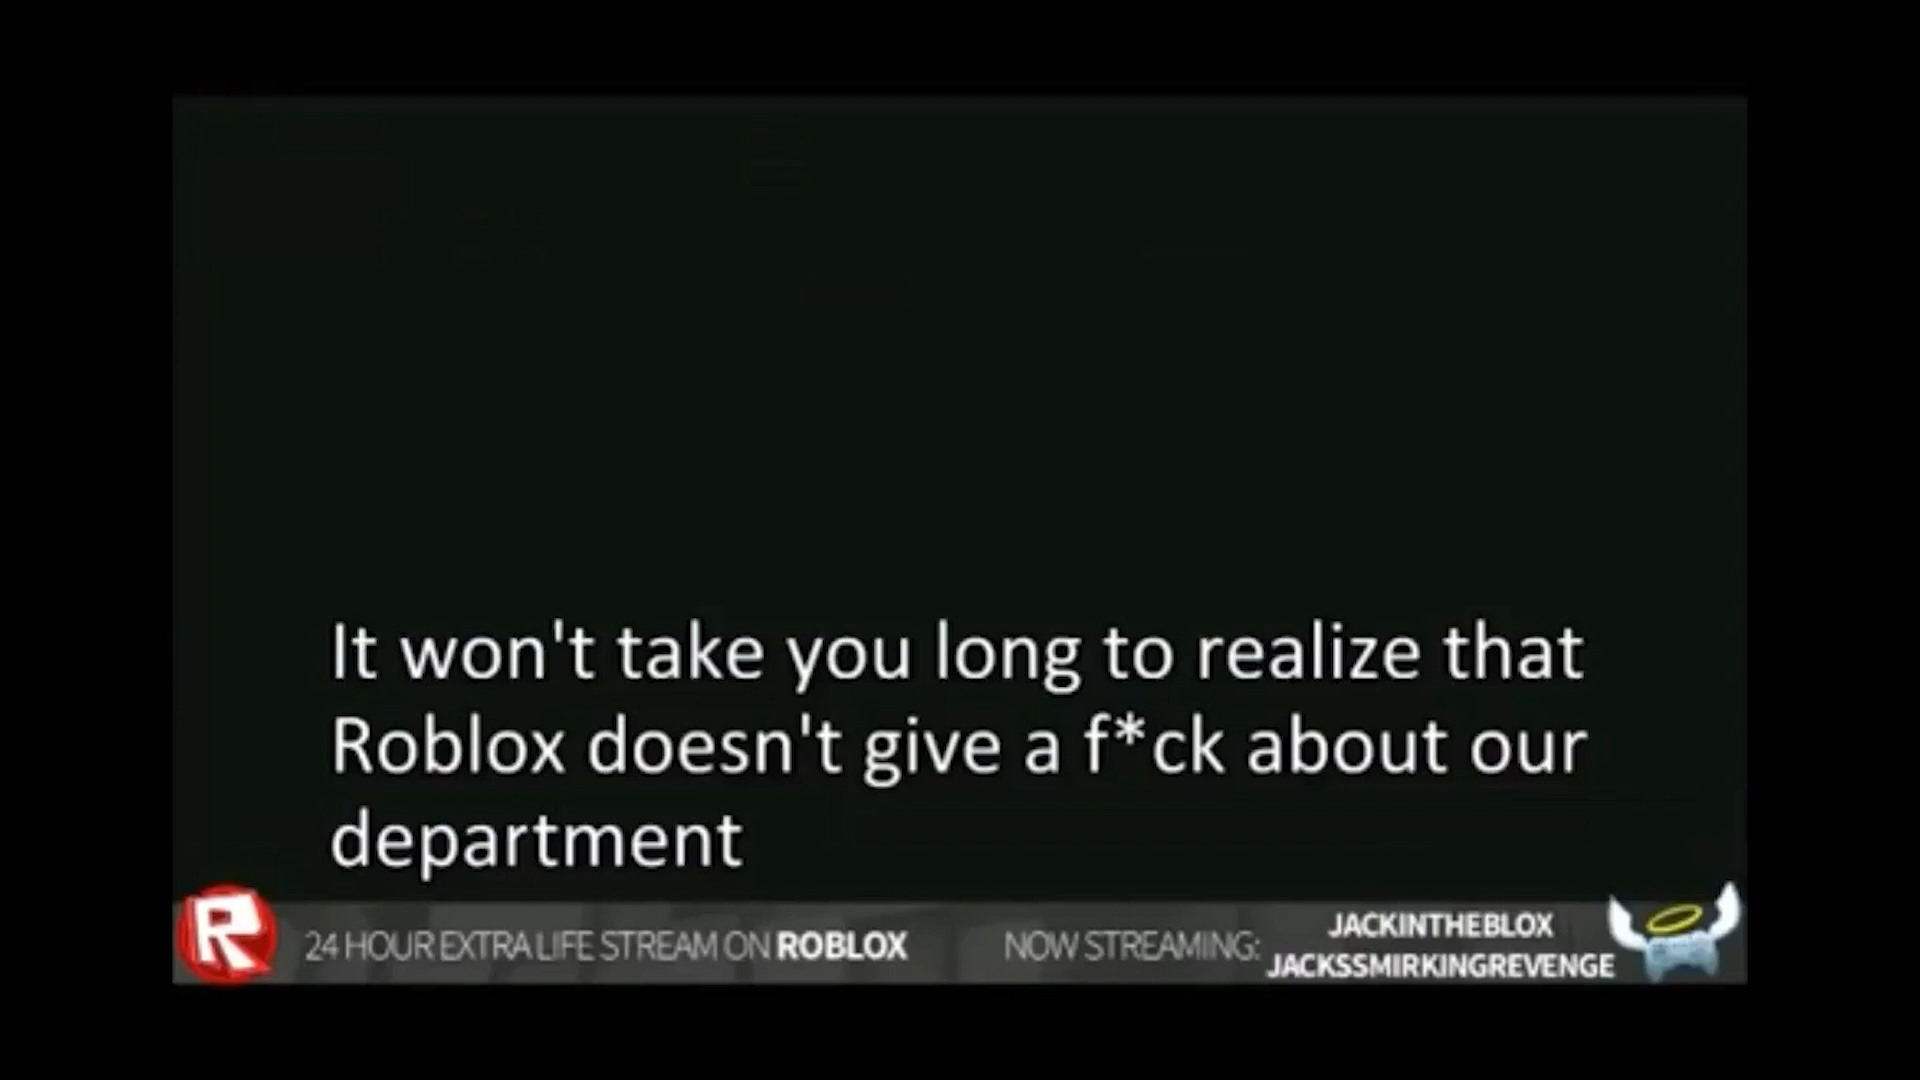 It won't take you long to realize that
Roblox doesn't give a f*ck about our
department
R
24 HOUR EXTRA LIFE STREAM ON ROBLOX
NOW STREAMING:
JACKINTHEBLOX
JACKSSMIRKINGREVENGE